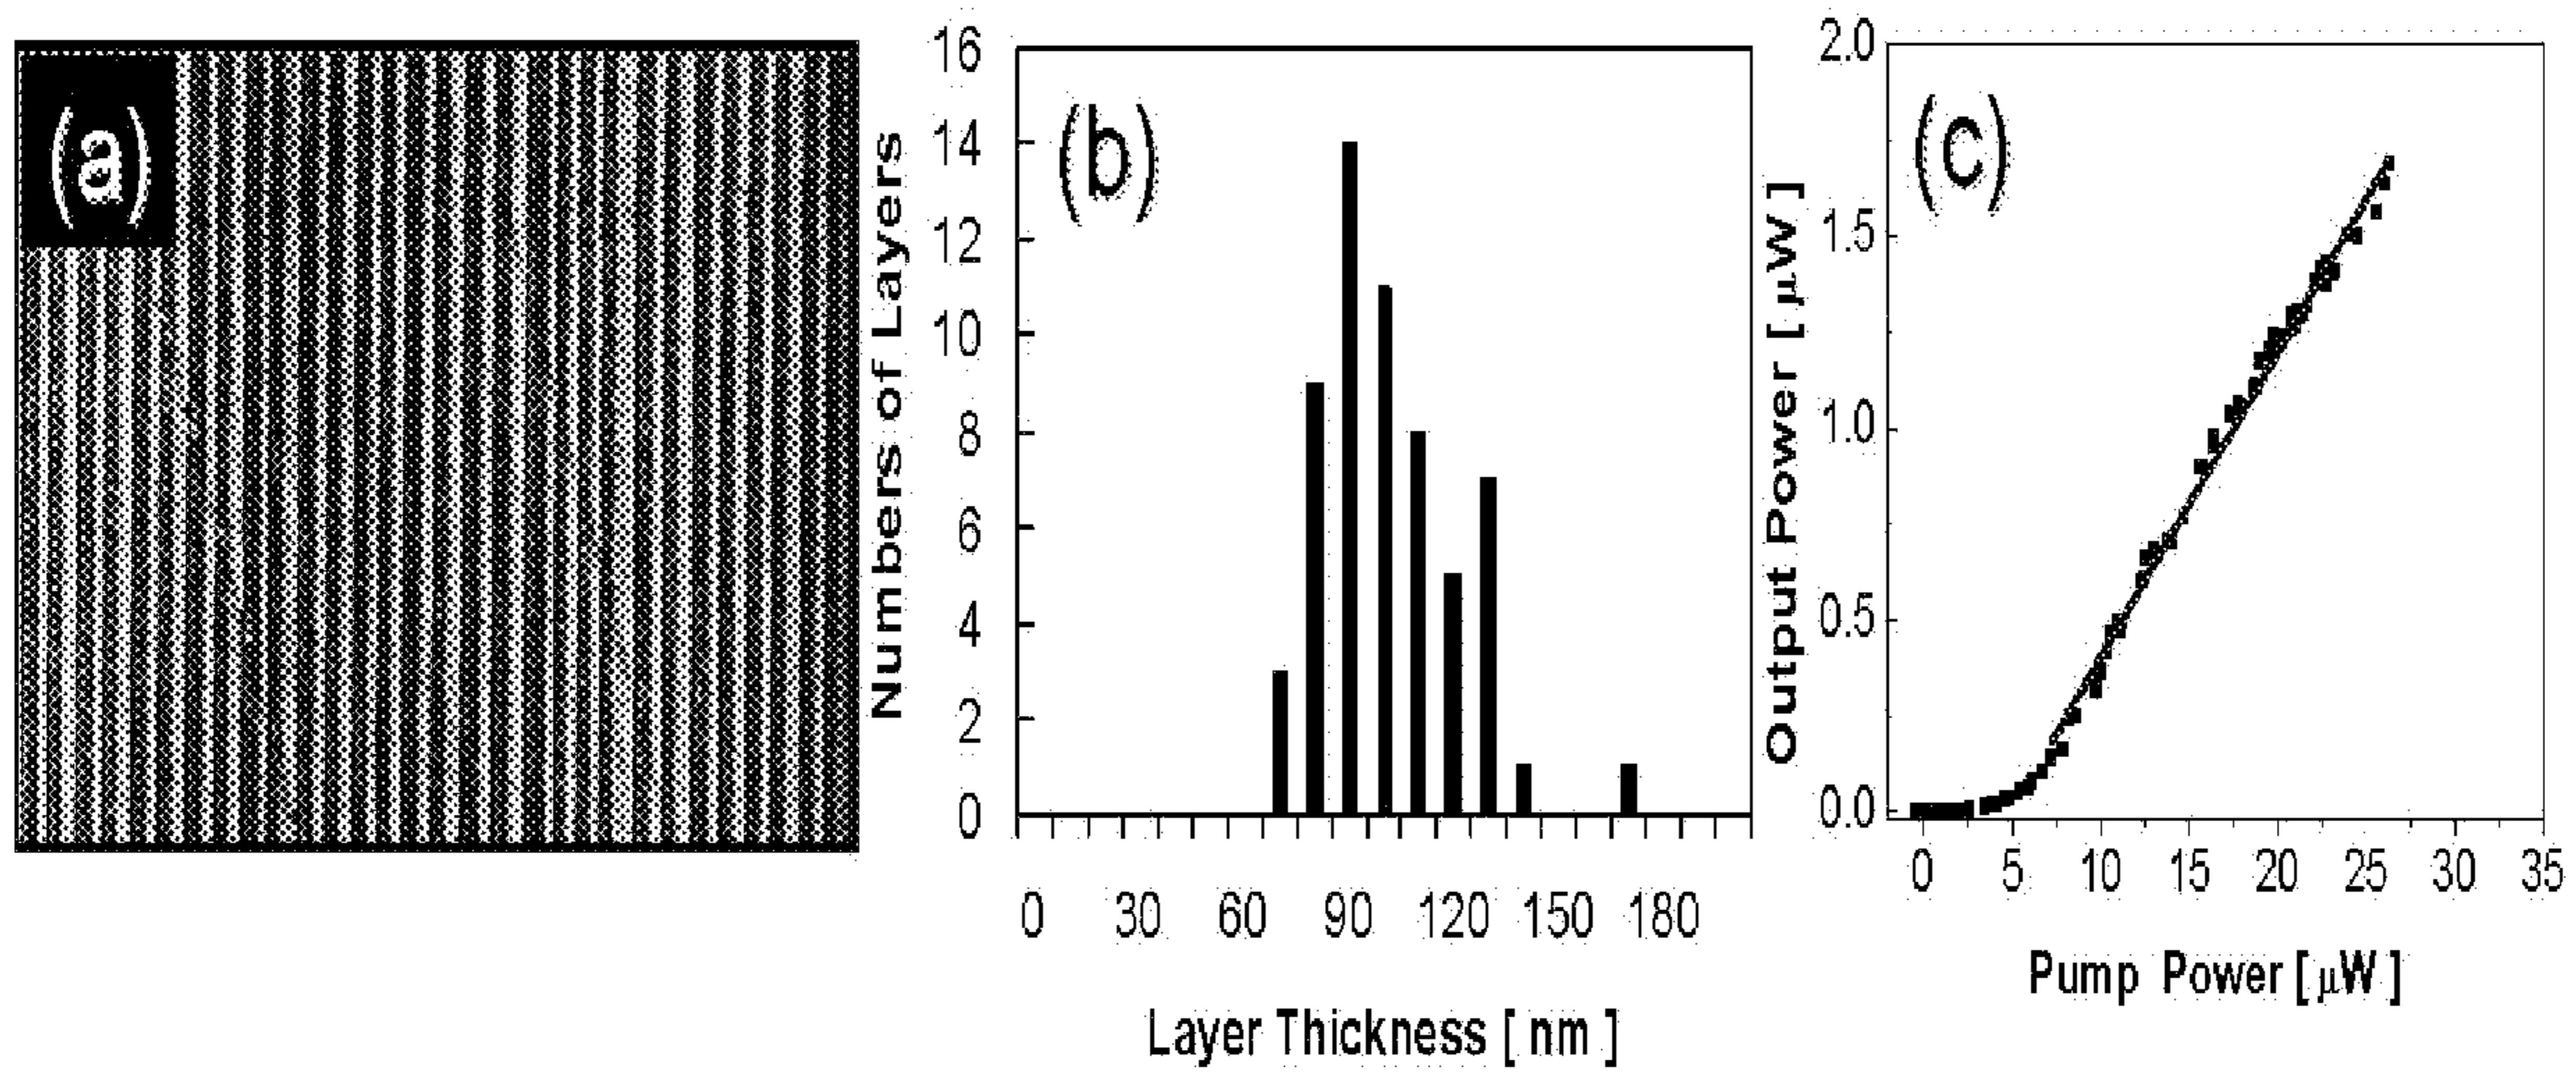 (a)
Numbers of Layers
16
14
12
10
8
6
4
2
0
(b)
0 30 60 90 120 150 180
Layer Thickness [ nm ]
Output Power [ μW ]
2.0
1.5
1.0
0.5
0.0
(c)
0 5 10 15 20 25 30 35
Pump Power [ μW ]